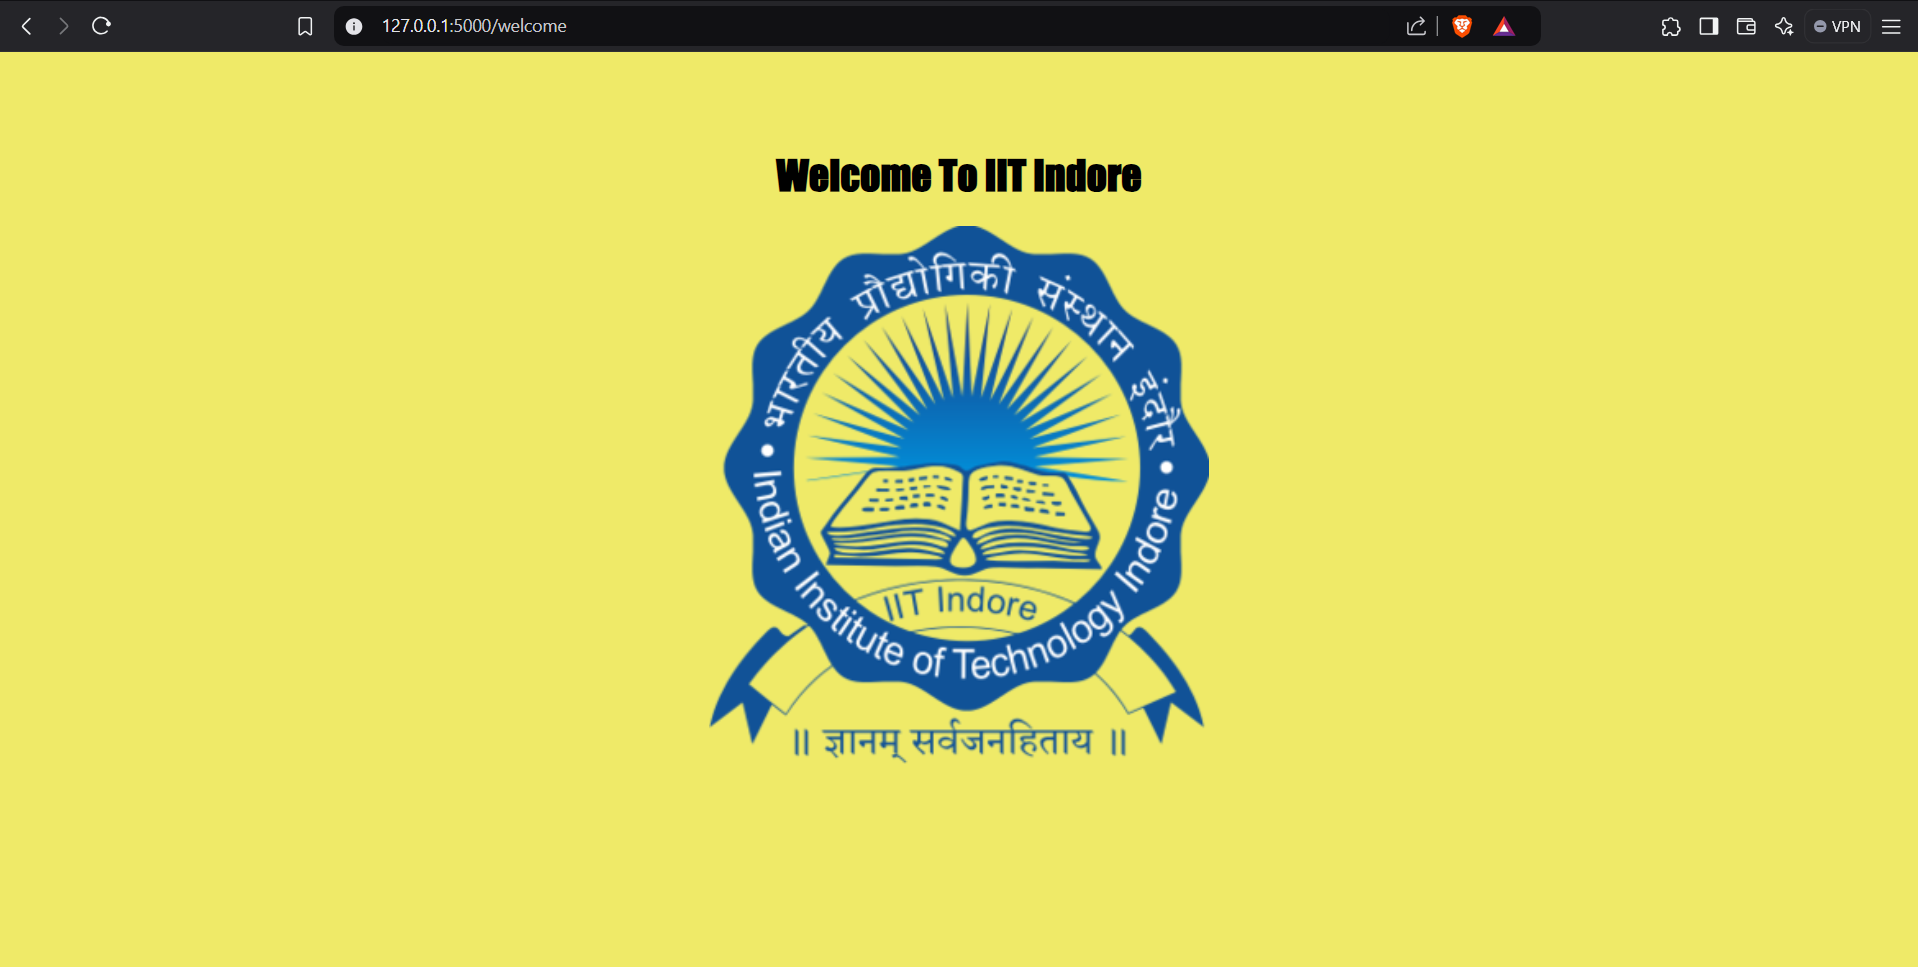 127.0.0.1:5000/welcome
VPN
Welcome To IIT Indore
भारतीय प्रौद्योगिकी संस्थान इंदौर
IIT Indore
Indian Institute of Technology Indore
॥ ज्ञानम् सर्वजनहिताय ॥